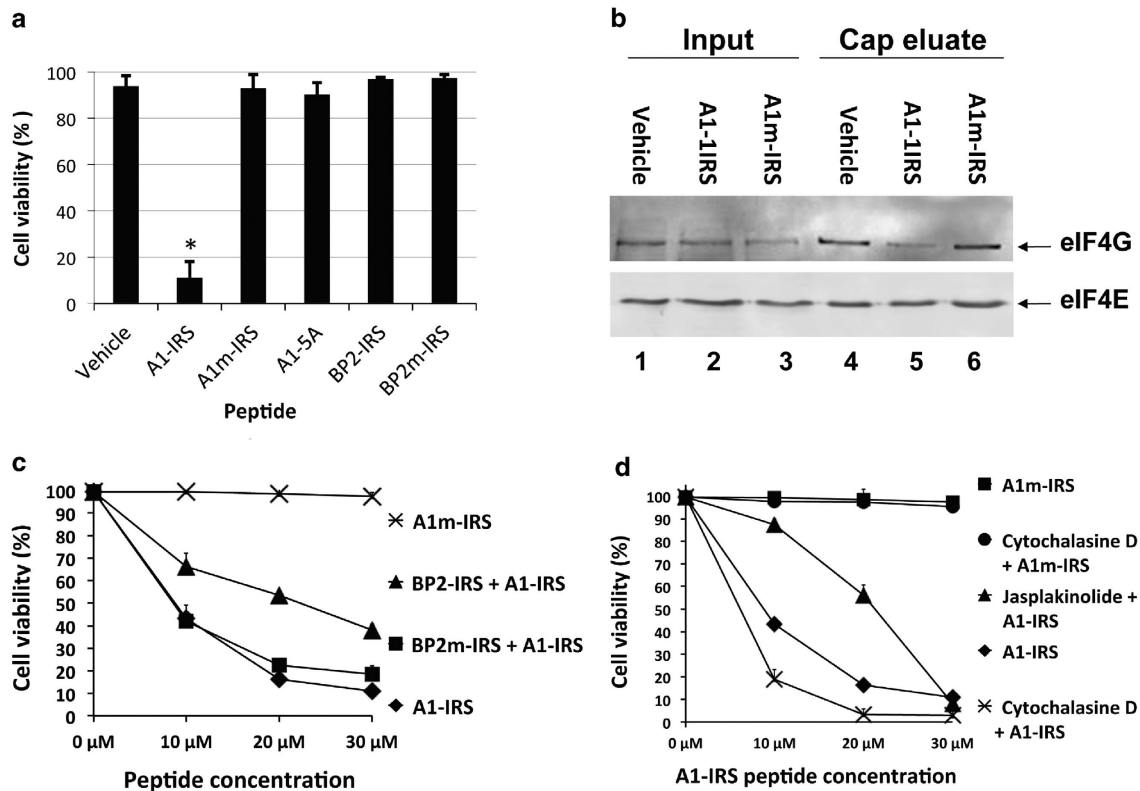 a
Cell viability (%)
100
80
60
40
20
0
*
Vehicle
A1-IRS
A1m-IRS
A1-5A
BP2-IRS
BP2m-IRS
Peptide
b
Input
Cap eluate
Vehicle
A1-1IRS
A1m-IRS
Vehicle
A1-1IRS
A1m-IRS
eIF4G
eIF4E
1 2 3 4 5 6
c
Cell viability (%)
100
90
80
70
60
50
40
30
20
10
0
0 µM 10 µM 20 µM 30 µM
Peptide concentration
A1m-IRS
BP2-IRS + A1-IRS
BP2m-IRS + A1-IRS
A1-IRS
d
Cell viability (%)
100
90
80
70
60
50
40
30
20
10
0
0 µM 10 µM 20 µM 30 µM
A1-IRS peptide concentration
A1m-IRS
Cytochalasine D
+ A1m-IRS
Jasplakinolide +
A1-IRS
A1-IRS
Cytochalasine D
+ A1-IRS